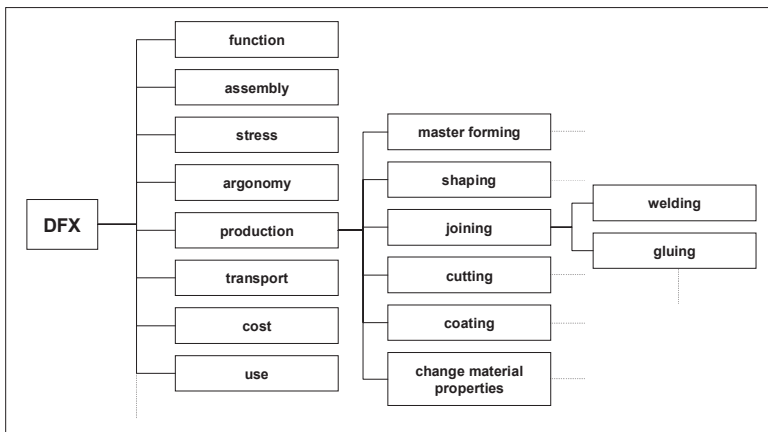 DFX
function
assembly
stress
argonomy
production
transport
cost
use
master forming
shaping
joining
cutting
coating
change material
properties
welding
gluing